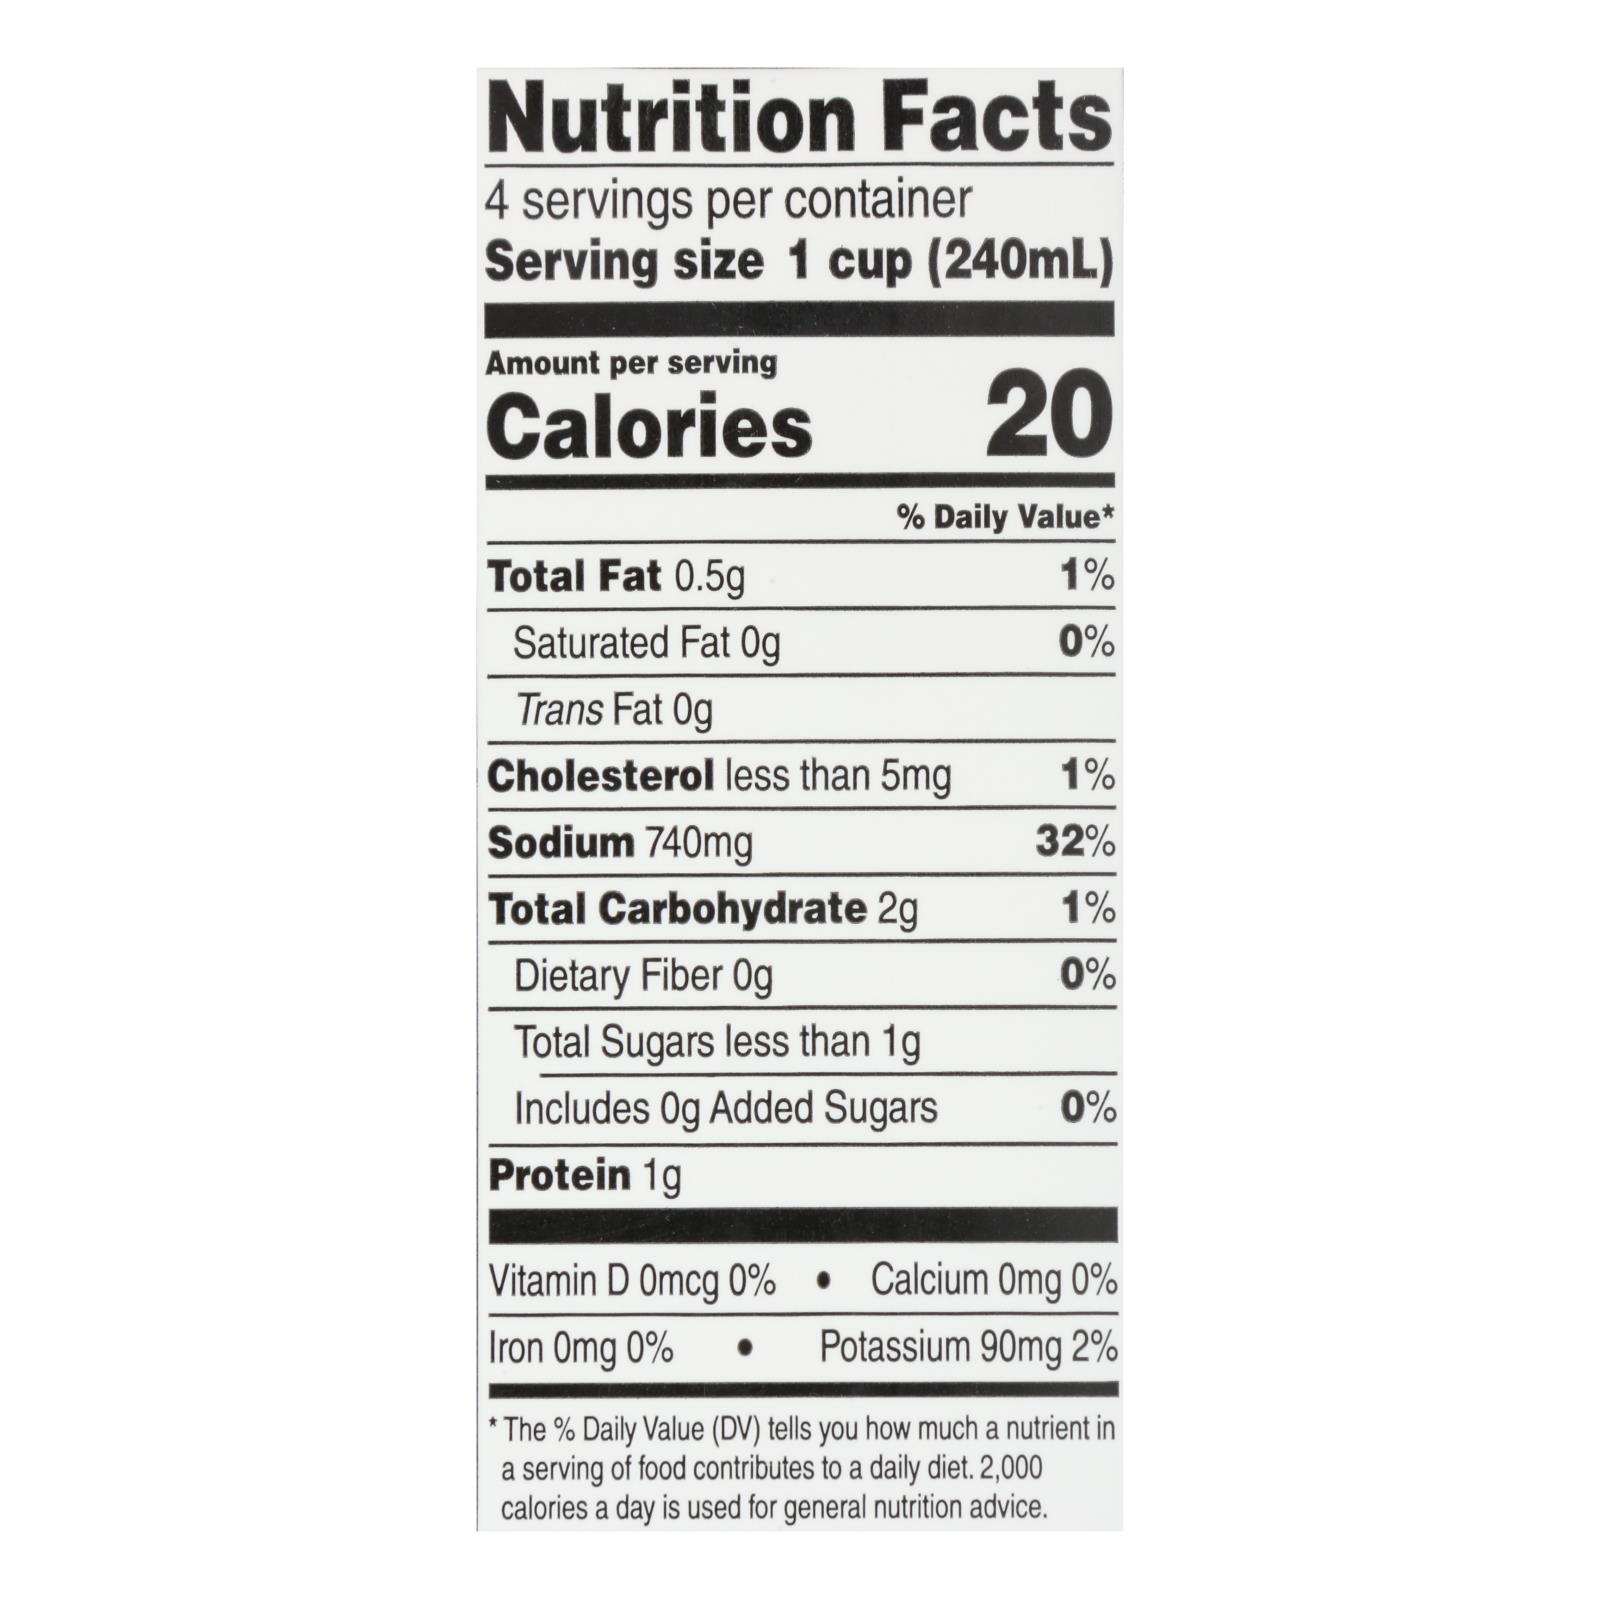 Nutrition Facts
4 servings per container
Serving size 1 cup (240mL)
Amount per serving
Calories 20
% Daily Value*
Total Fat 0.5g 1%
Saturated Fat 0g 0%
Trans Fat 0g
Cholesterol less than 5mg 1%
Sodium 740mg 32%
Total Carbohydrate 2g 1%
Dietary Fiber 0g 0%
Total Sugars less than 1g
Includes 0g Added Sugars 0%
Protein 1g
Vitamin D 0mcg 0% • Calcium 0mg 0%
Iron 0mg 0% • Potassium 90mg 2%
* The % Daily Value (DV) tells you how much a nutrient in
a serving of food contributes to a daily diet. 2,000
calories a day is used for general nutrition advice.